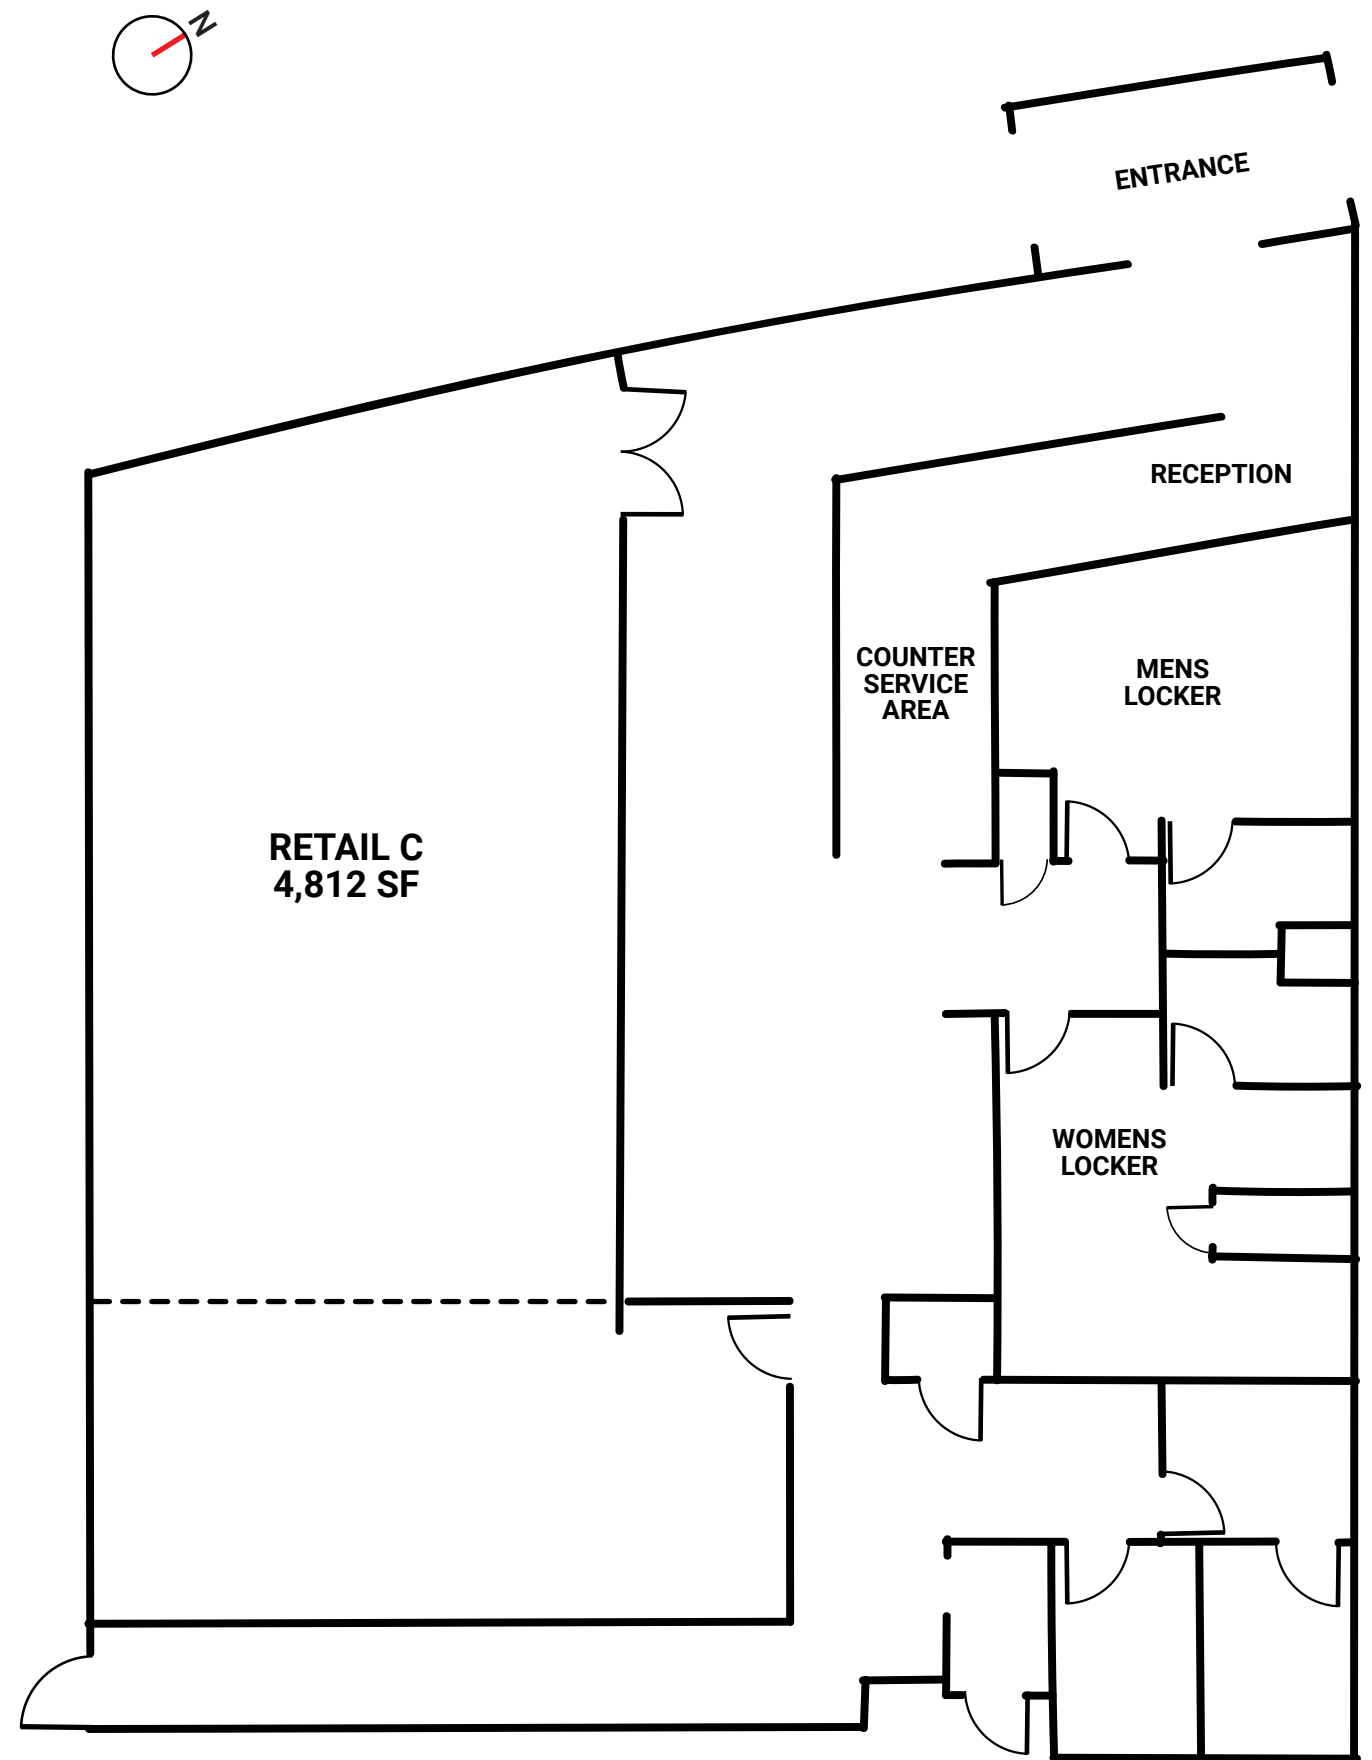 N
ENTRANCE
RECEPTION
COUNTER
SERVICE
AREA
MENS
LOCKER
RETAIL C
4,812 SF
WOMENS
LOCKER